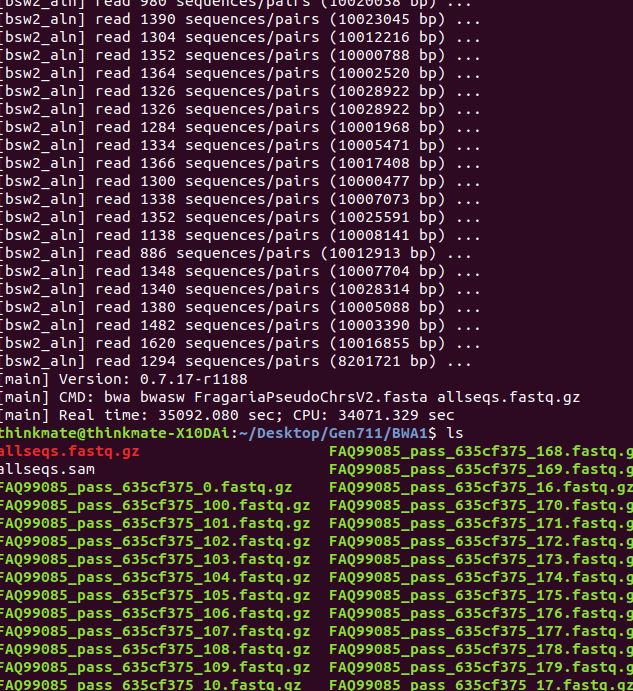 [bsw2_aln] read 980 sequences/pairs (10020038 bp) ...
[bsw2_aln] read 1390 sequences/pairs (10023045 bp) ...
[bsw2_aln] read 1304 sequences/pairs (10012216 bp) ...
[bsw2_aln] read 1352 sequences/pairs (10000788 bp) ...
[bsw2_aln] read 1364 sequences/pairs (10002520 bp) ...
[bsw2_aln] read 1326 sequences/pairs (10028922 bp) ...
[bsw2_aln] read 1326 sequences/pairs (10028922 bp) ...
[bsw2_aln] read 1284 sequences/pairs (10001968 bp) ...
[bsw2_aln] read 1334 sequences/pairs (10005471 bp) ...
[bsw2_aln] read 1366 sequences/pairs (10017408 bp) ...
[bsw2_aln] read 1300 sequences/pairs (10000477 bp) ...
[bsw2_aln] read 1338 sequences/pairs (10007073 bp) ...
[bsw2_aln] read 1352 sequences/pairs (10025591 bp) ...
[bsw2_aln] read 1138 sequences/pairs (10008141 bp) ...
[bsw2_aln] read 886 sequences/pairs (10012913 bp) ...
[bsw2_aln] read 1348 sequences/pairs (10007704 bp) ...
[bsw2_aln] read 1340 sequences/pairs (10028314 bp) ...
[bsw2_aln] read 1380 sequences/pairs (10005088 bp) ...
[bsw2_aln] read 1482 sequences/pairs (10003390 bp) ...
[bsw2_aln] read 1620 sequences/pairs (10016855 bp) ...
[bsw2_aln] read 1294 sequences/pairs (8201721 bp) ...
[main] Version: 0.7.17-r1188
[main] CMD: bwa bwasw FragariaPseudoChrsV2.fasta allseqs.fastq.gz
[main] Real time: 35092.080 sec; CPU: 34071.329 sec
thinkmate@thinkmate-X10DAi:~/Desktop/Gen711/BWA1$ ls
allseqs.fastq.gz FAQ99085_pass_635cf375_168.fastq.g
allseqs.sam FAQ99085_pass_635cf375_169.fastq.g
FAQ99085_pass_635cf375_0.fastq.gz FAQ99085_pass_635cf375_16.fastq.gz
FAQ99085_pass_635cf375_100.fastq.gz FAQ99085_pass_635cf375_170.fastq.g
FAQ99085_pass_635cf375_101.fastq.gz FAQ99085_pass_635cf375_171.fastq.g
FAQ99085_pass_635cf375_102.fastq.gz FAQ99085_pass_635cf375_172.fastq.g
FAQ99085_pass_635cf375_103.fastq.gz FAQ99085_pass_635cf375_173.fastq.g
FAQ99085_pass_635cf375_104.fastq.gz FAQ99085_pass_635cf375_174.fastq.g
FAQ99085_pass_635cf375_105.fastq.gz FAQ99085_pass_635cf375_175.fastq.g
FAQ99085_pass_635cf375_106.fastq.gz FAQ99085_pass_635cf375_176.fastq.g
FAQ99085_pass_635cf375_107.fastq.gz FAQ99085_pass_635cf375_177.fastq.g
FAQ99085_pass_635cf375_108.fastq.gz FAQ99085_pass_635cf375_178.fastq.g
FAQ99085_pass_635cf375_109.fastq.gz FAQ99085_pass_635cf375_179.fastq.g
FAQ99085_pass_635cf375_10.fastq.gz FAQ99085_pass_635cf375_17.fastq.gz